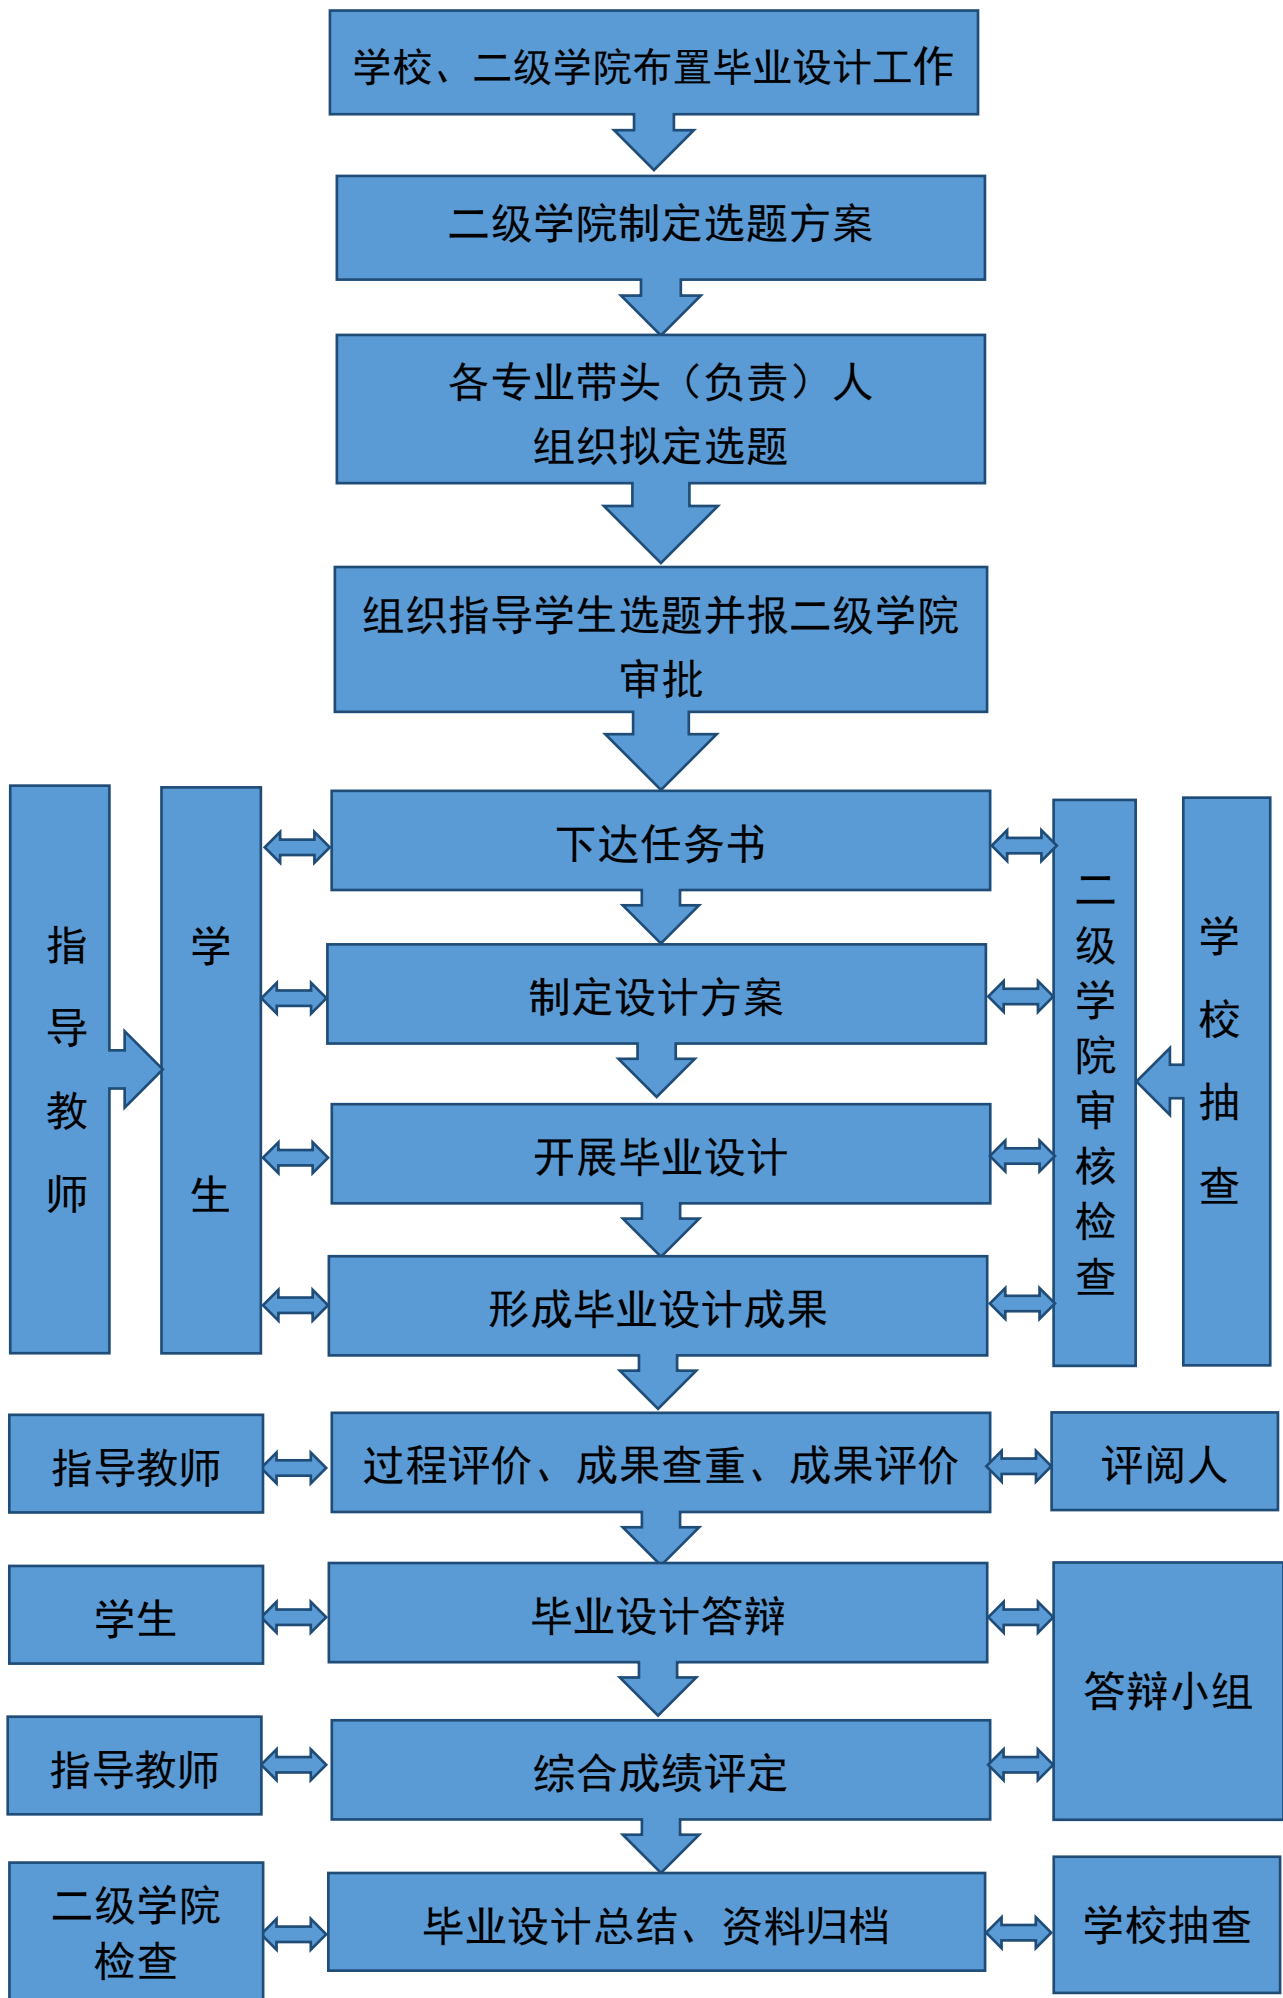 学校、二级学院布置毕业设计工作
二级学院制定选题方案
各专业带头（负责）人
组织拟定选题
组织指导学生选题并报二级学院
审批
指导教师
学生
下达任务书
制定设计方案
开展毕业设计
形成毕业设计成果
二级学院审核检查
学校抽查
指导教师
过程评价、成果查重、成果评价
评阅人
学生
毕业设计答辩
答辩小组
指导教师
综合成绩评定
二级学院
检查
毕业设计总结、资料归档
学校抽查